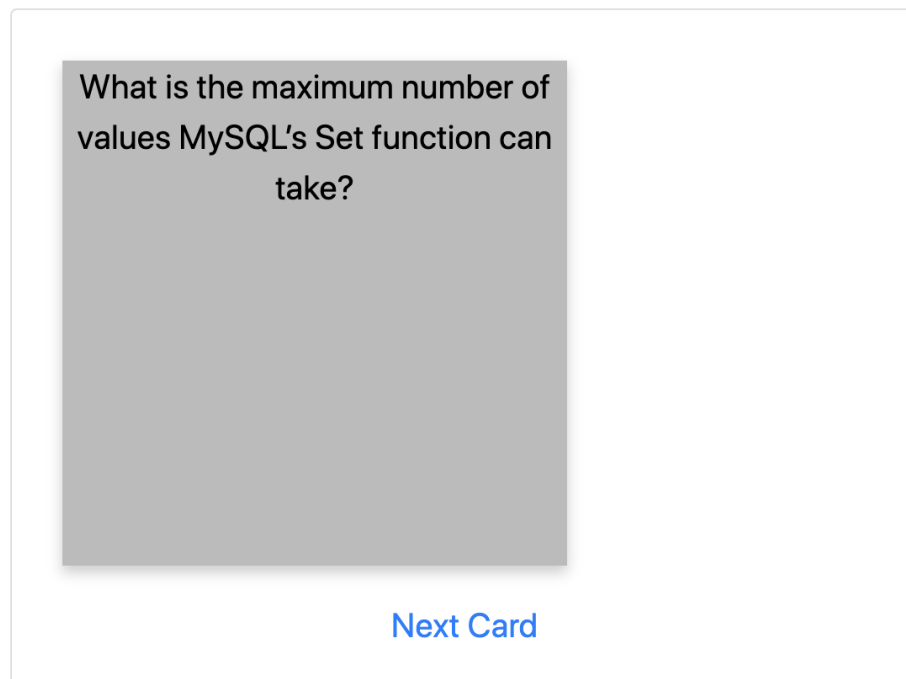 What is the maximum number of
values MySQL’s Set function can
take?
Next Card